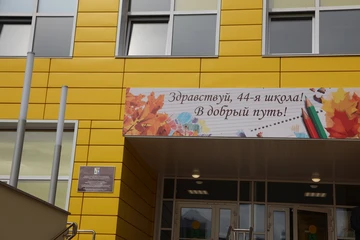 Здравствуй, 44-я школа!
В добрый путь!